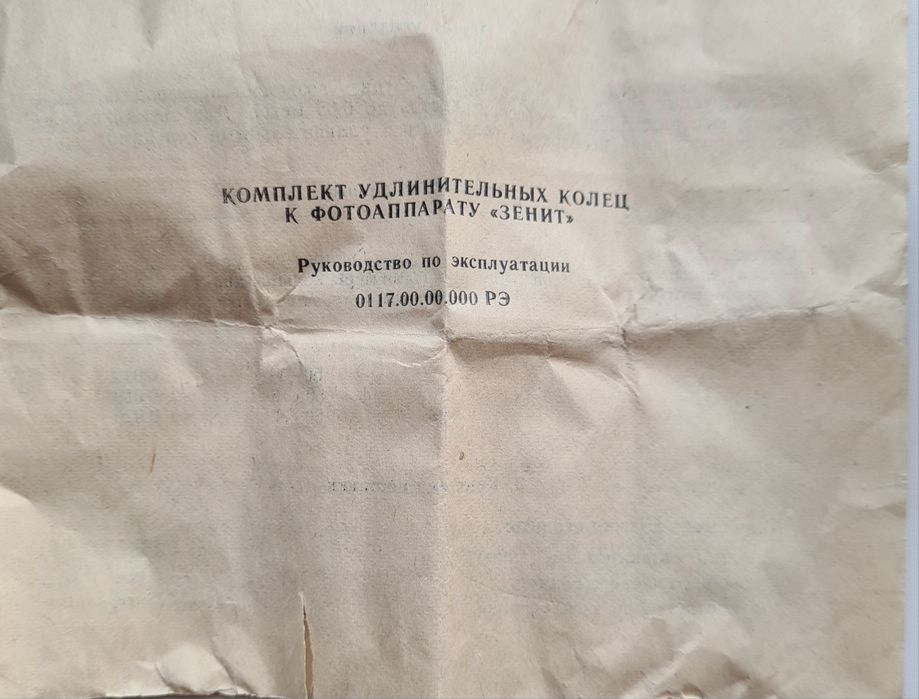 КОМПЛЕКТ УДЛИНИТЕЛЬНЫХ КОЛЕЦ
К ФОТОАППАРАТУ «ЗЕНИТ»
Руководство по эксплуатации
0117.00.00.000 РЭ